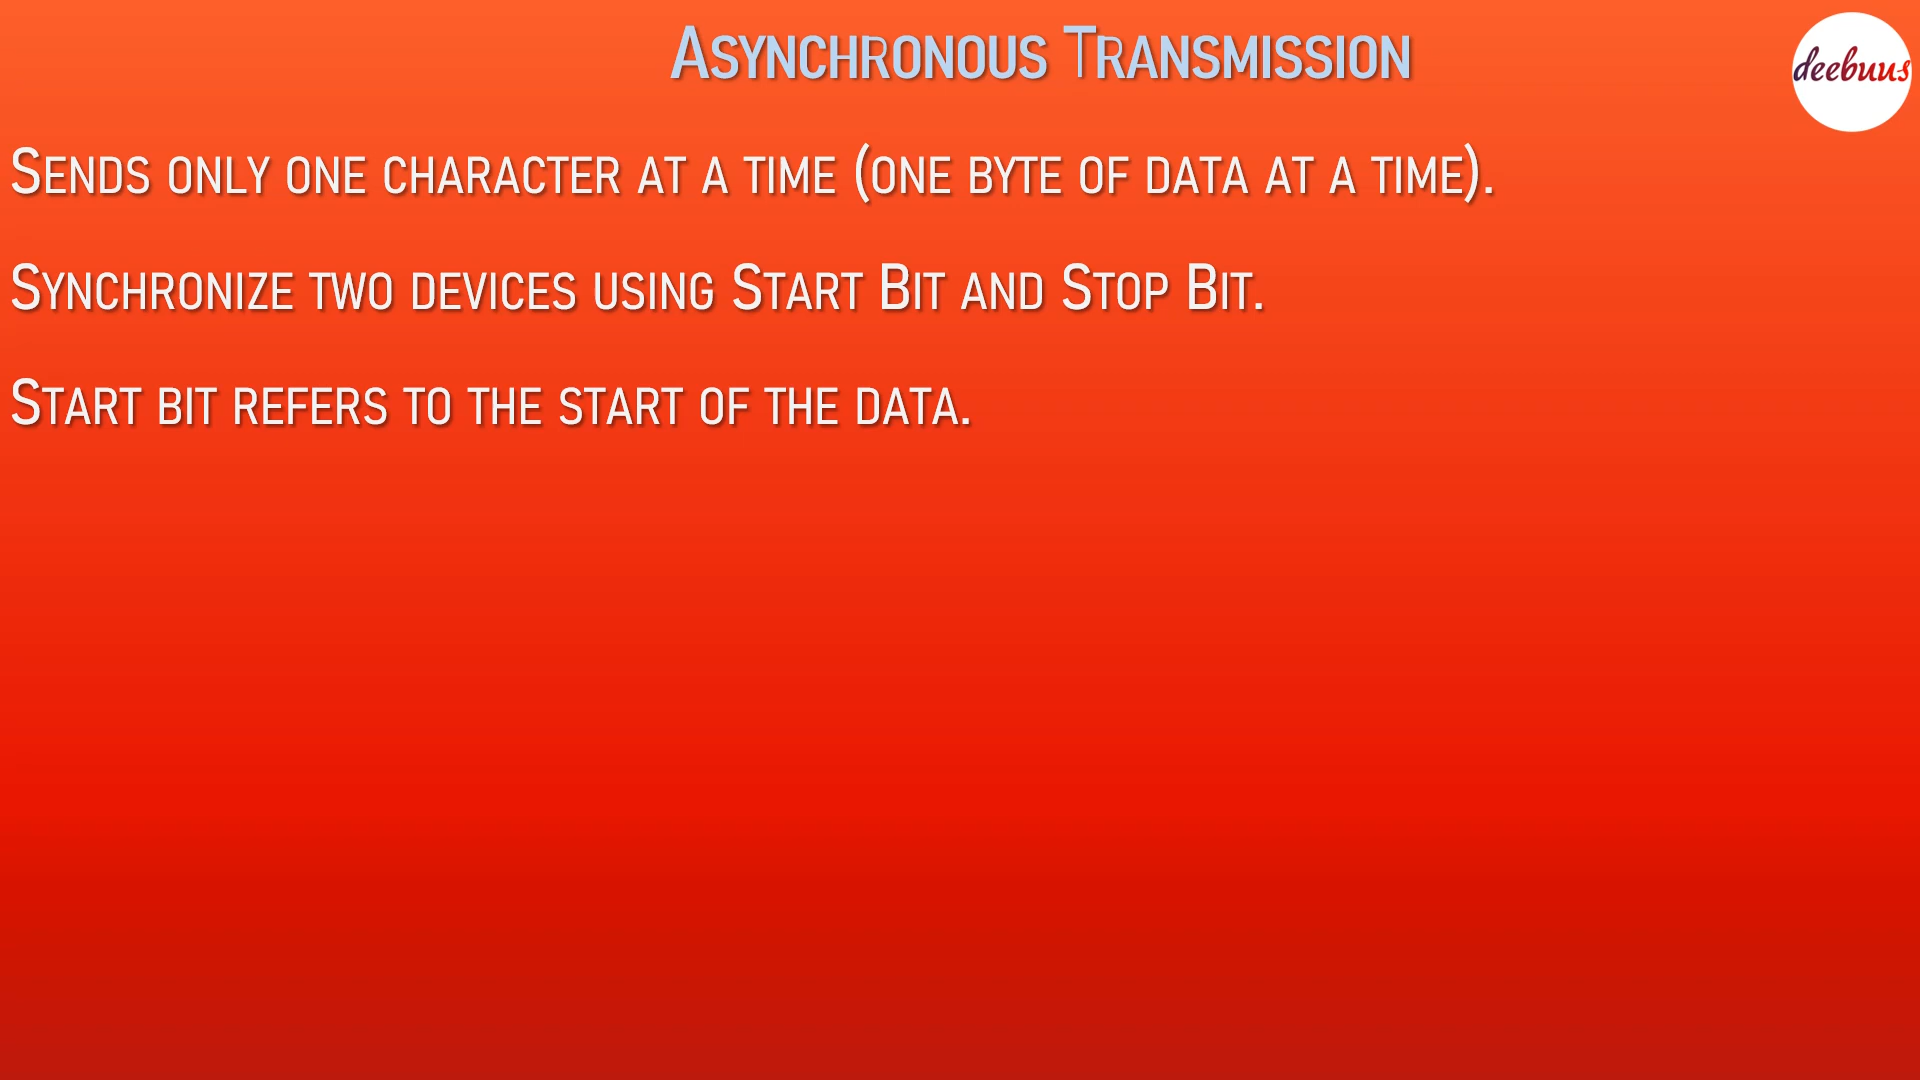 Asynchronous Transmission
deebuus
Sends only one character at a time (one byte of data at a time).
Synchronize two devices using Start Bit and Stop Bit.
Start bit refers to the start of the data.